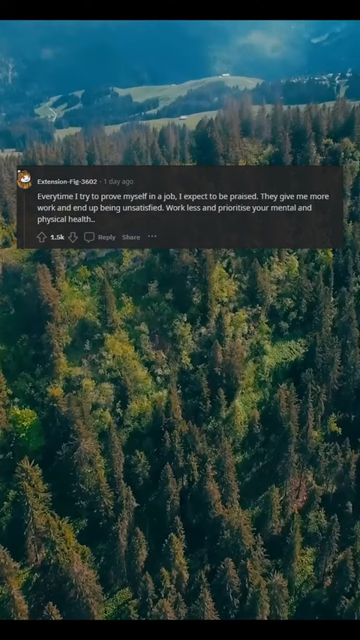 Extension-Fig-3602 · 1 day ago
Everytime I try to prove myself in a job, I expect to be praised. They give me more
work and end up being unsatisfied. Work less and prioritise your mental and
physical health..
1.5k Reply Share ···